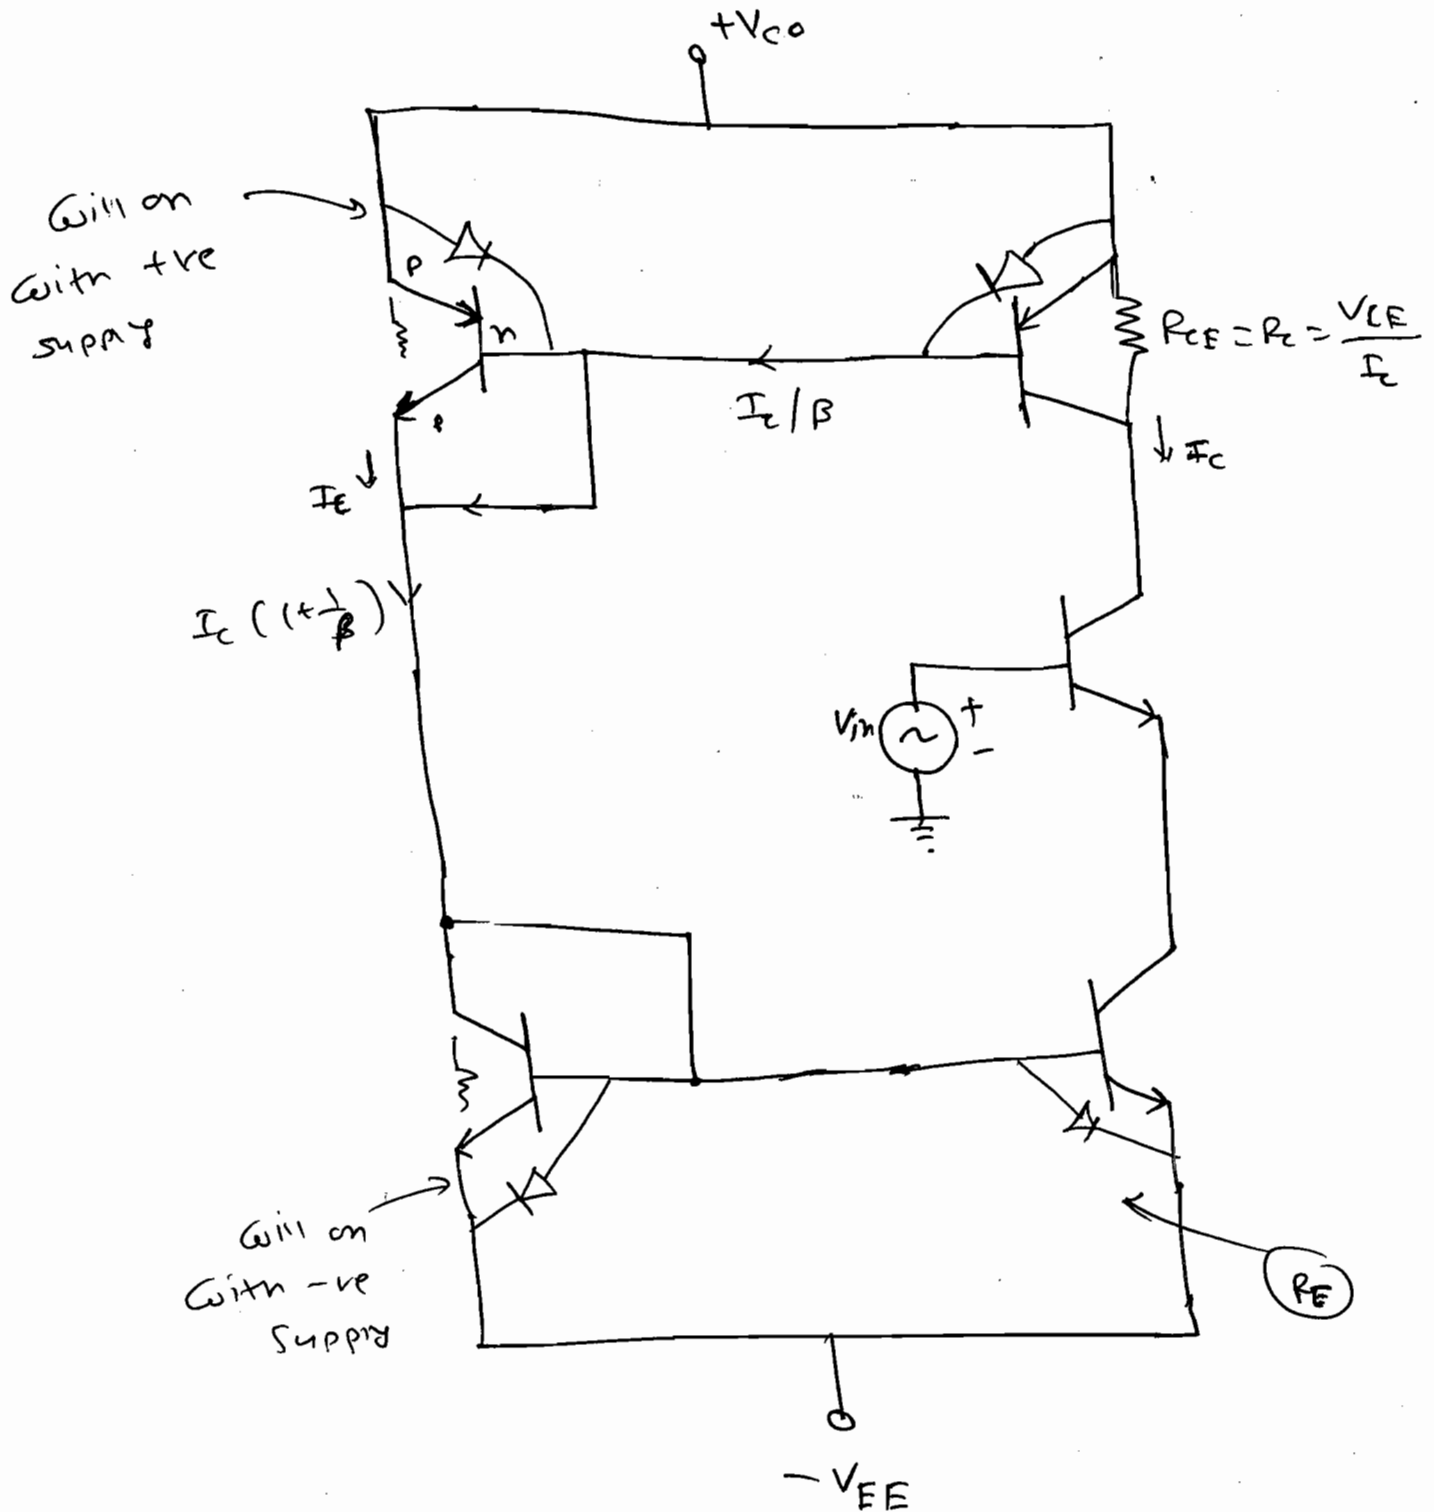 +Vco
Will on
with +ve
supply
p
n
p
RCE = Rc = VCE / Ic
Ic/β
↓ Ic
IE ↓
Ic (1+1/β)
Vin
+
~
-
Will on
with -ve
supply
RE
-VEE